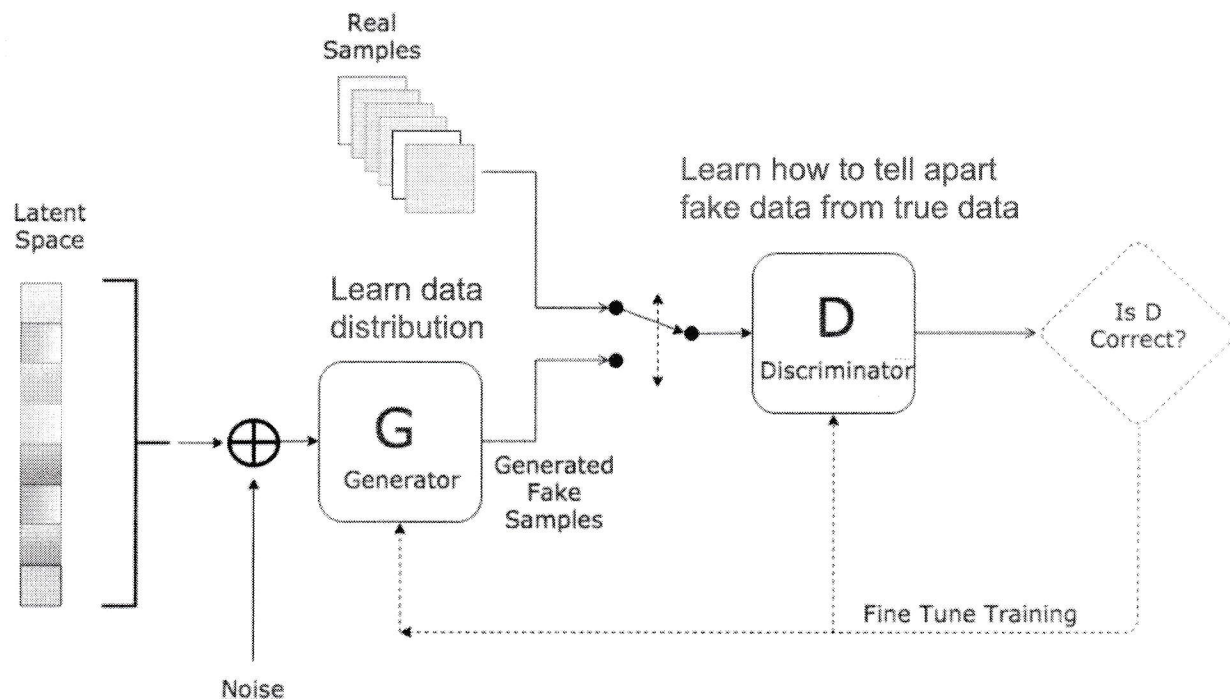 Real
Samples
Latent
Space
Learn how to tell apart
fake data from true data
Learn data
distribution
D
Discriminator
Is D
Correct?
G
Generator
Generated
Fake
Samples
Fine Tune Training
Noise